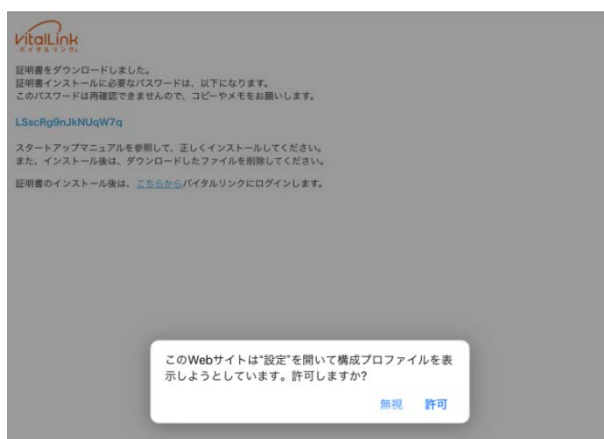 VitalLink
バイタルリンク®
証明書をダウンロードしました。
証明書インストールに必要なパスワードは、以下になります。
このパスワードは再確認できませんので、コピーやメモをお願いします。
LSscRg9nJkNUqW7q
スタートアップマニュアルを参照して、正しくインストールしてください。
また、インストール後は、ダウンロードしたファイルを削除してください。
証明書のインストール後は、こちらからバイタルリンクにログインします。
このWebサイトは“設定”を開いて構成プロファイルを表
示しようとしています。許可しますか?
無視 許可